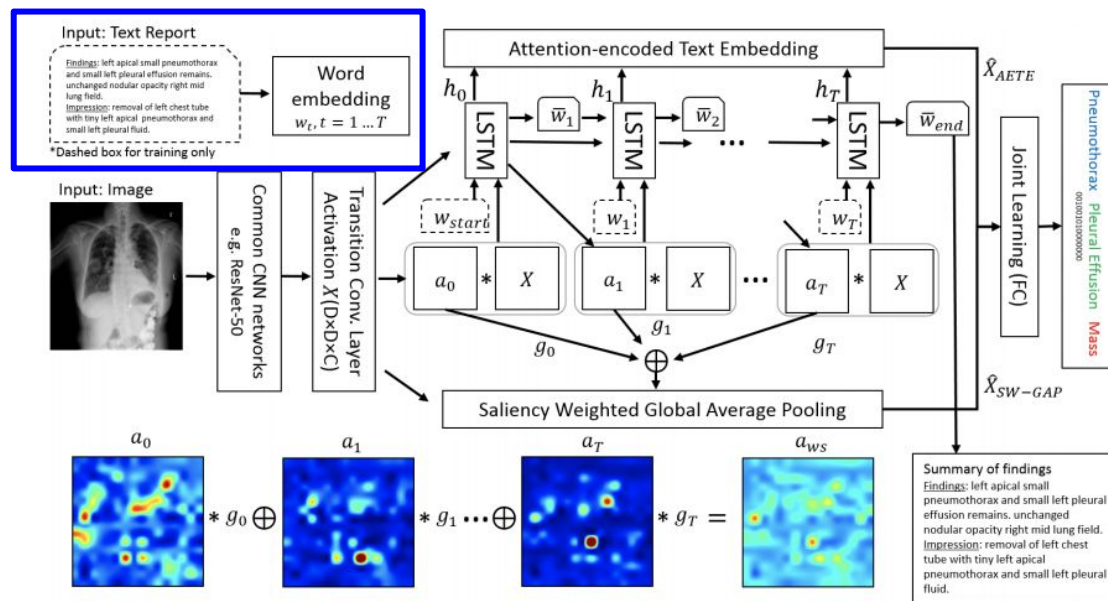 Input: Text Report
Findings: left apical small pneumothorax
and small left pleural effusion remains.
unchanged nodular opacity right mid
lung field.
Impression: removal of left chest tube
with tiny left apical pneumothorax and
small left pleural fluid.
*Dashed box for training only
Word
embedding
w_t, t = 1 … T
Attention-encoded Text Embedding
h_0
h_1
h_T
LSTM
w̅_1
LSTM
w̅_2
...
LSTM
w̅_end
w_start
w_1
w_T
Input: Image
Common CNN networks
e.g. ResNet-50
Transition Conv. Layer
Activation X(D×D×C)
a_0 * X
a_1 * X
...
a_T * X
g_0
g_1
g_T
⊕
Saliency Weighted Global Average Pooling
X̂_AETE
X̂_SW-GAP
Joint Learning (FC)
Pneumothorax Pleural Effusion Mass
001001010000000
a_0
a_1
a_T
a_ws
* g_0 ⊕ * g_1 ... ⊕ * g_T =
Summary of findings
Findings: left apical small
pneumothorax and small left pleural
effusion remains. unchanged
nodular opacity right mid lung field.
Impression: removal of left chest
tube with tiny left apical
pneumothorax and small left pleural
fluid.